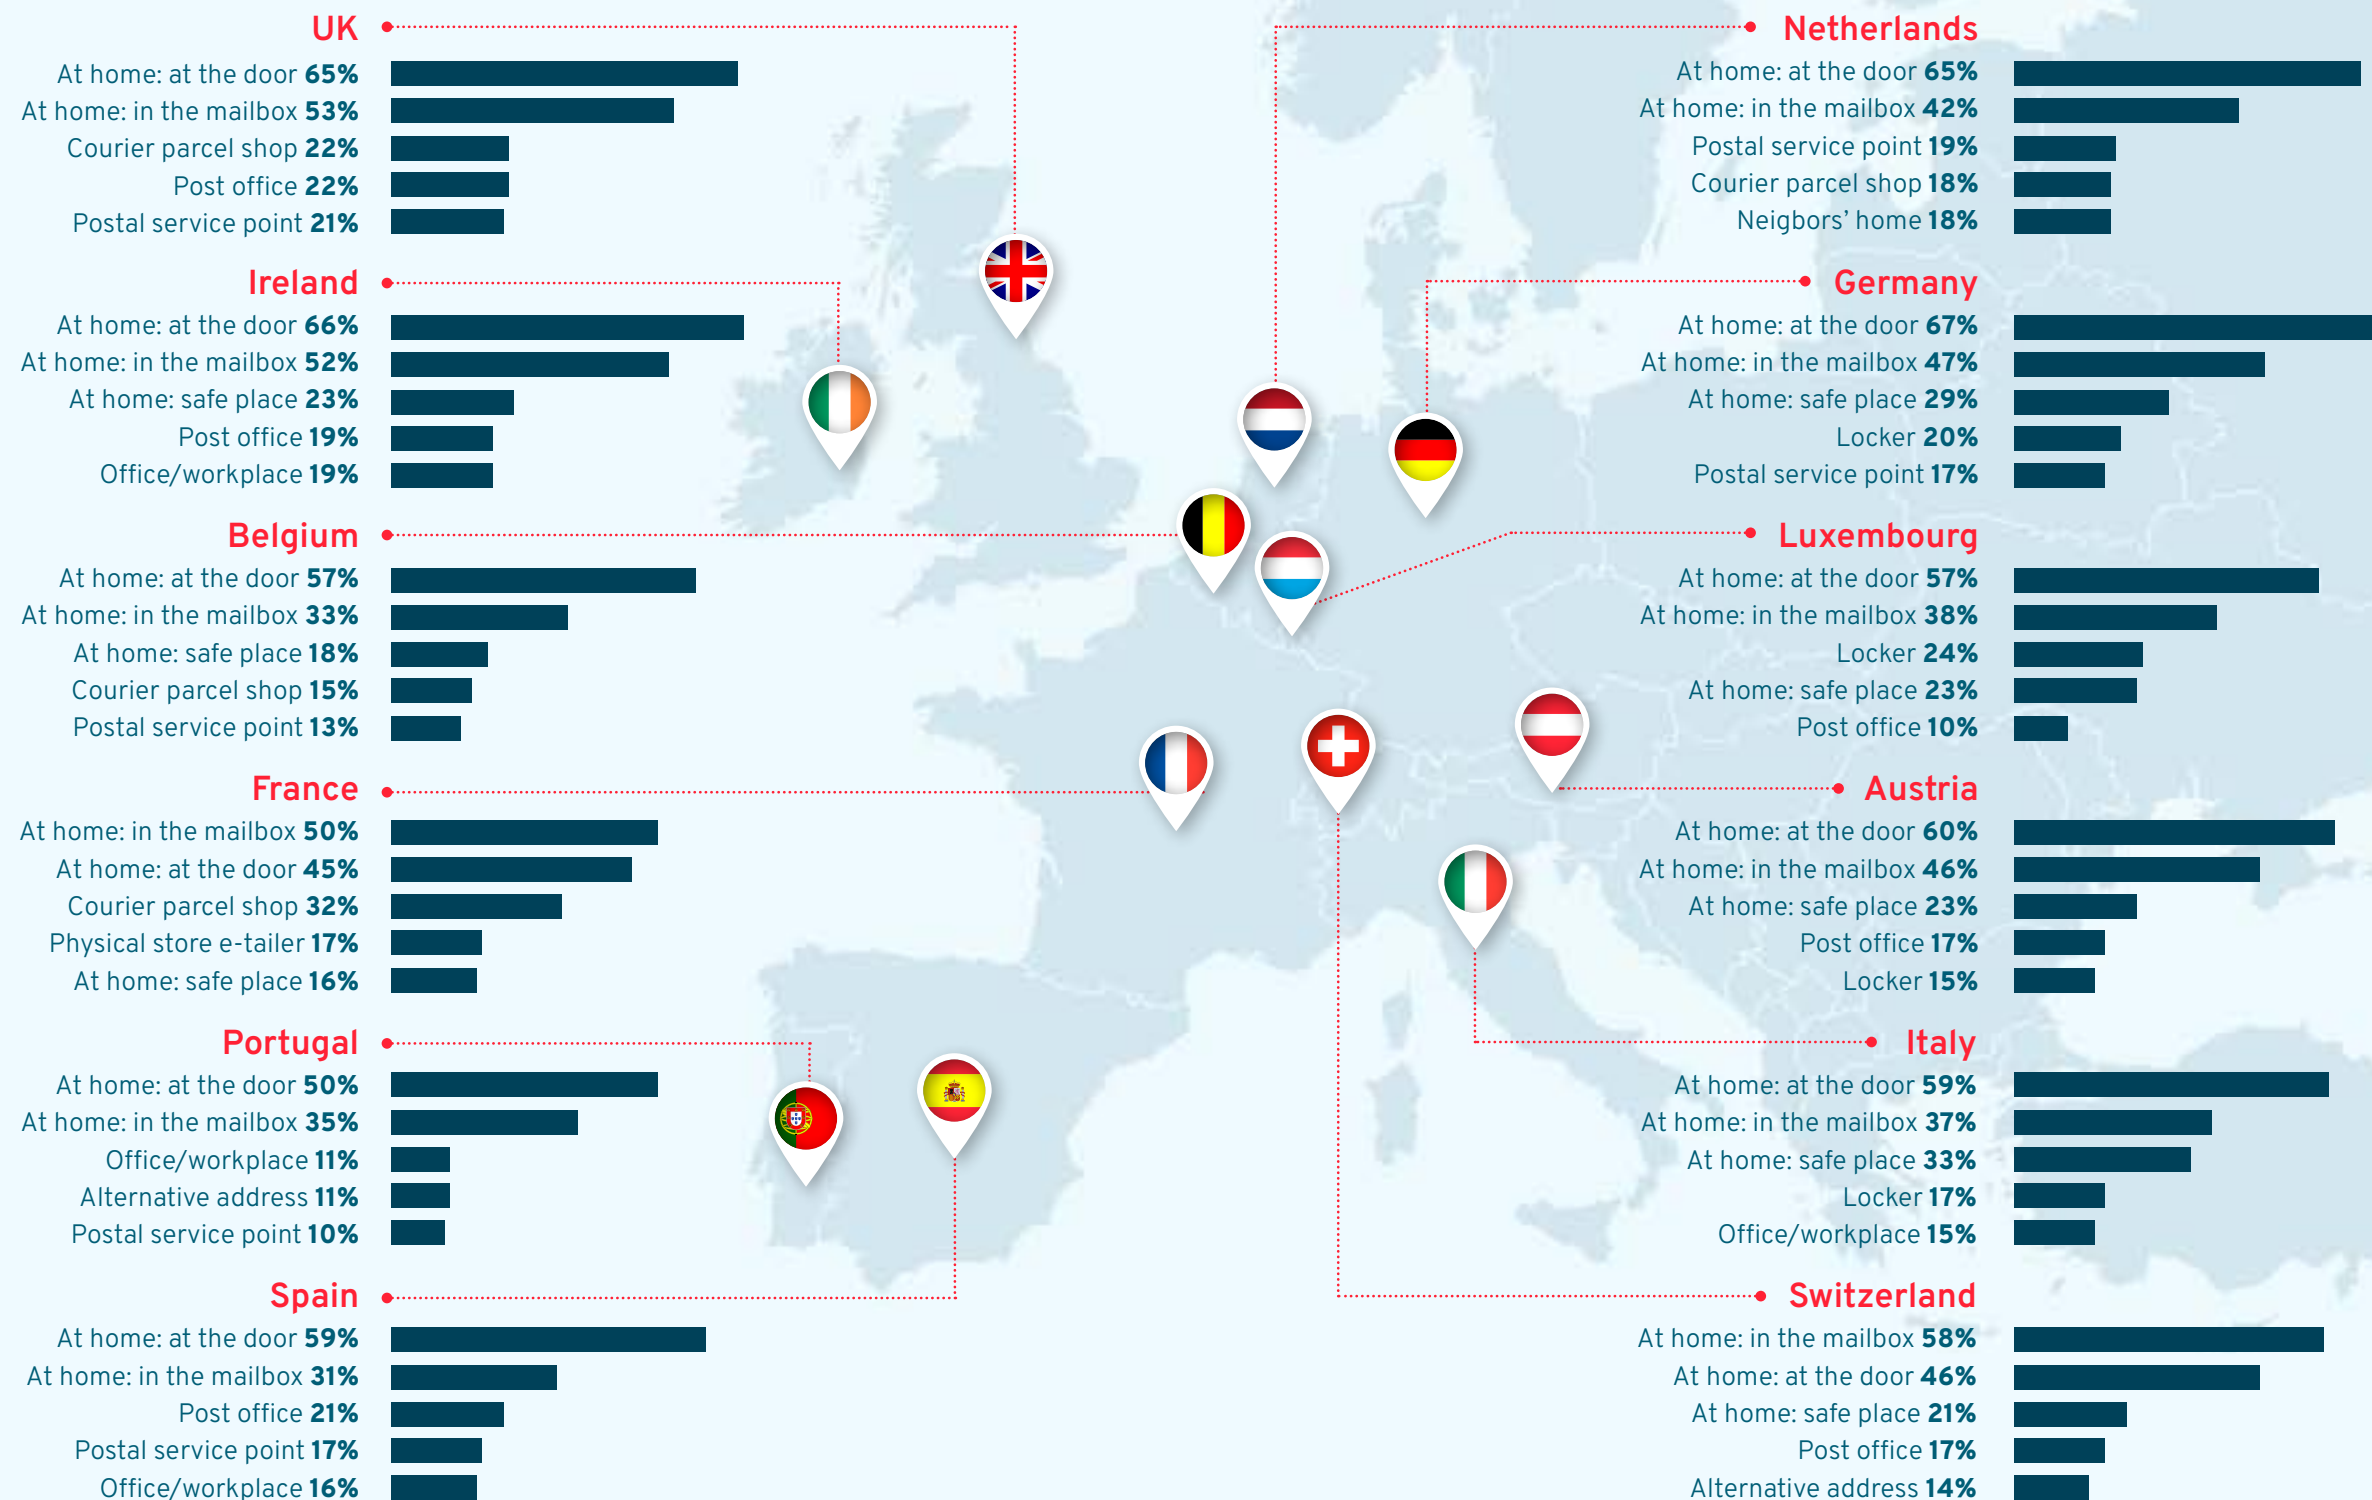 UK
At home: at the door 65%
At home: in the mailbox 53%
Courier parcel shop 22%
Post office 22%
Postal service point 21%
Ireland
At home: at the door 66%
At home: in the mailbox 52%
At home: safe place 23%
Post office 19%
Office/workplace 19%
Belgium
At home: at the door 57%
At home: in the mailbox 33%
At home: safe place 18%
Courier parcel shop 15%
Postal service point 13%
France
At home: in the mailbox 50%
At home: at the door 45%
Courier parcel shop 32%
Physical store e-tailer 17%
At home: safe place 16%
Portugal
At home: at the door 50%
At home: in the mailbox 35%
Office/workplace 11%
Alternative address 11%
Postal service point 10%
Spain
At home: at the door 59%
At home: in the mailbox 31%
Post office 21%
Postal service point 17%
Office/workplace 16%
Netherlands
At home: at the door 65%
At home: in the mailbox 42%
Postal service point 19%
Courier parcel shop 18%
Neigbors’ home 18%
Germany
At home: at the door 67%
At home: in the mailbox 47%
At home: safe place 29%
Locker 20%
Postal service point 17%
Luxembourg
At home: at the door 57%
At home: in the mailbox 38%
Locker 24%
At home: safe place 23%
Post office 10%
Austria
At home: at the door 60%
At home: in the mailbox 46%
At home: safe place 23%
Post office 17%
Locker 15%
Italy
At home: at the door 59%
At home: in the mailbox 37%
At home: safe place 33%
Locker 17%
Office/workplace 15%
Switzerland
At home: in the mailbox 58%
At home: at the door 46%
At home: safe place 21%
Post office 17%
Alternative address 14%